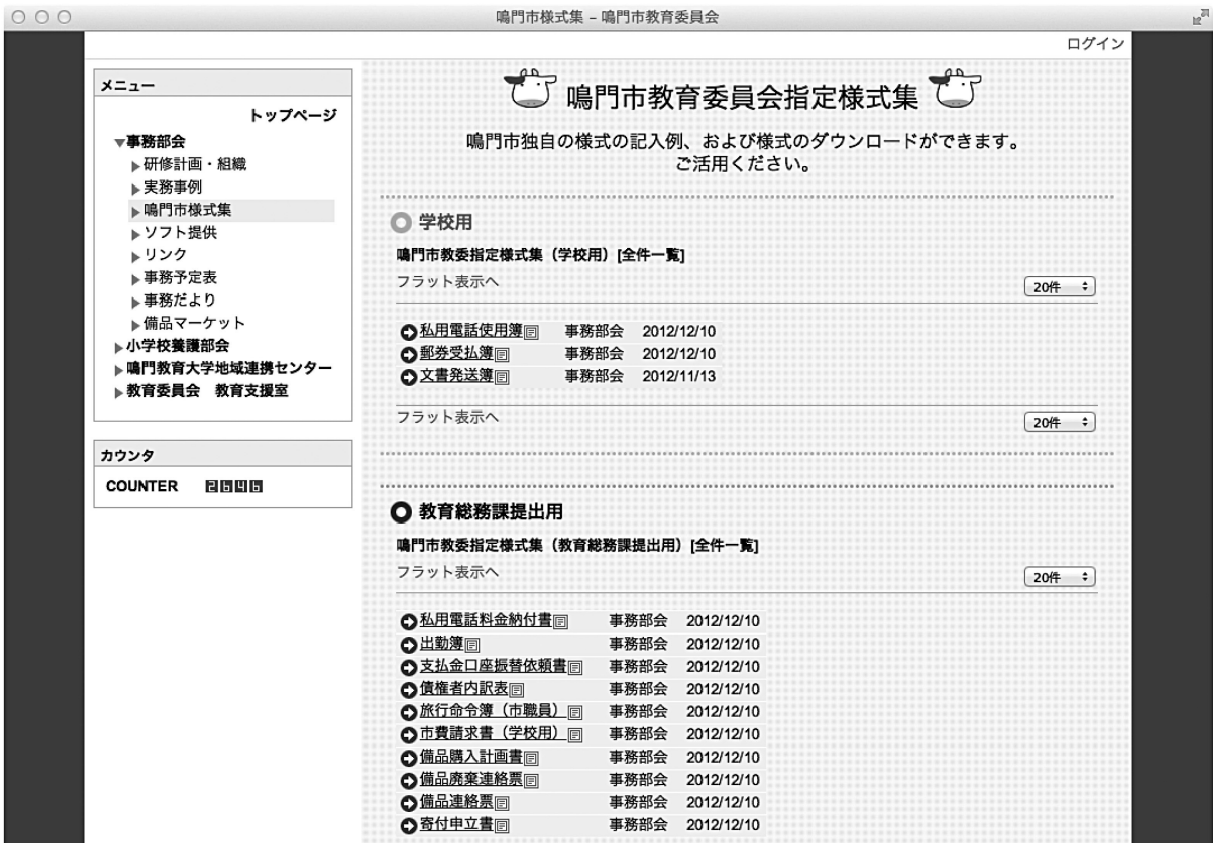 鳴門市様式集 – 鳴門市教育委員会
ログイン
メニュー
トップページ
事務部会
研修計画・組織
実務事例
鳴門市様式集
ソフト提供
リンク
事務予定表
事務だより
備品マーケット
小学校養護部会
鳴門教育大学地域連携センター
教育委員会 教育支援室
カウンタ
COUNTER 2646
鳴門市教育委員会指定様式集
鳴門市独自の様式の記入例、および様式のダウンロードができます。
ご活用ください。
学校用
鳴門市教委指定様式集（学校用）[全件一覧]
フラット表示へ
20件
私用電話使用簿 事務部会 2012/12/10
郵券受払簿 事務部会 2012/12/10
文書発送簿 事務部会 2012/11/13
フラット表示へ
20件
教育総務課提出用
鳴門市教委指定様式集（教育総務課提出用）[全件一覧]
フラット表示へ
20件
私用電話料金納付書 事務部会 2012/12/10
出勤簿 事務部会 2012/12/10
支払金口座振替依頼書 事務部会 2012/12/10
債権者内訳表 事務部会 2012/12/10
旅行命令簿（市職員） 事務部会 2012/12/10
市費請求書（学校用） 事務部会 2012/12/10
備品購入計画書 事務部会 2012/12/10
備品廃棄連絡票 事務部会 2012/12/10
備品連絡票 事務部会 2012/12/10
寄付申立書 事務部会 2012/12/10